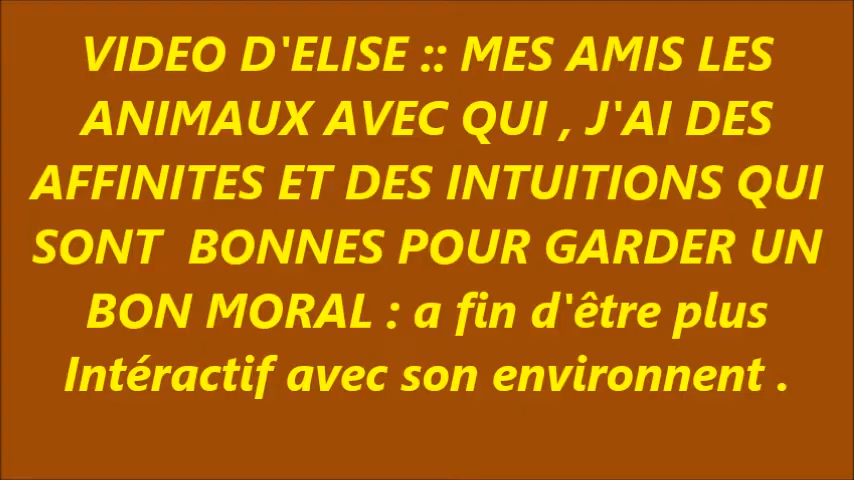 VIDEO D'ELISE :: MES AMIS LES
ANIMAUX AVEC QUI , J'AI DES
AFFINITES ET DES INTUITIONS QUI
SONT  BONNES POUR GARDER UN
BON MORAL : a fin d'être plus
Intéractif avec son environnent .